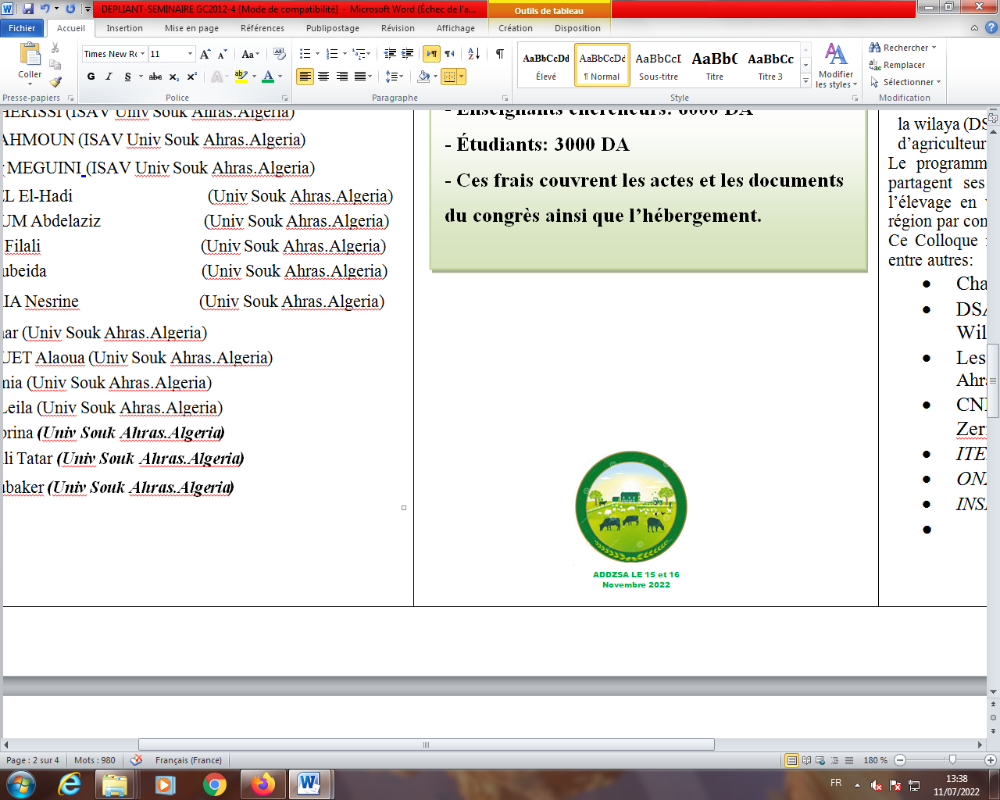 DEPLIANT-SEMINAIRE GC2012-4 [Mode de compatibilité] - Microsoft Word (Échec de l'a...
Outils de tableau
Fichier Accueil Insertion Mise en page Références Publipostage Révision Affichage Création Disposition
Coller
Times New Ro 11
G I S abc x₂ x² A ab A
AaBbCcDd AaBbCcDd AaBbCcI AaBbC AaBbCc
Élevé ¶ Normal Sous-titre Titre Titre 3
Modifier les styles
Rechercher
Remplacer
Sélectionner
Presse-papiers Police Paragraphe Style Modification
HERISSI (ISAV Univ Souk Ahras.Algeria)
AHMOUN (ISAV Univ Souk Ahras.Algeria)
MEGUINI (ISAV Univ Souk Ahras.Algeria)
EL El-Hadi (Univ Souk Ahras.Algeria)
UM Abdelaziz (Univ Souk Ahras.Algeria)
Filali (Univ Souk Ahras.Algeria)
ubeida (Univ Souk Ahras.Algeria)
IA Nesrine (Univ Souk Ahras.Algeria)
ar (Univ Souk Ahras.Algeria)
UET Alaoua (Univ Souk Ahras.Algeria)
mia (Univ Souk Ahras.Algeria)
Leila (Univ Souk Ahras.Algeria)
brina (Univ Souk Ahras.Algeria)
li Tatar (Univ Souk Ahras.Algeria)
ubaker (Univ Souk Ahras.Algeria)
- Enseignants chercheurs: 6000 DA
- Étudiants: 3000 DA
- Ces frais couvrent les actes et les documents
du congrès ainsi que l'hébergement.
ADDZSA LE 15 et 16
Novembre 2022
la wilaya (DS
d'agriculteur
Le programm
partagent ses
l'élevage en v
région par con
Ce Colloque
entre autres:
• Cha
• DSA
Wil
• Les
Ahra
• CNI
Zeri
• ITE
• ON
• INS
•
Page : 2 sur 4 Mots : 980 Français (France) 180 %
FR 13:38
11/07/2022